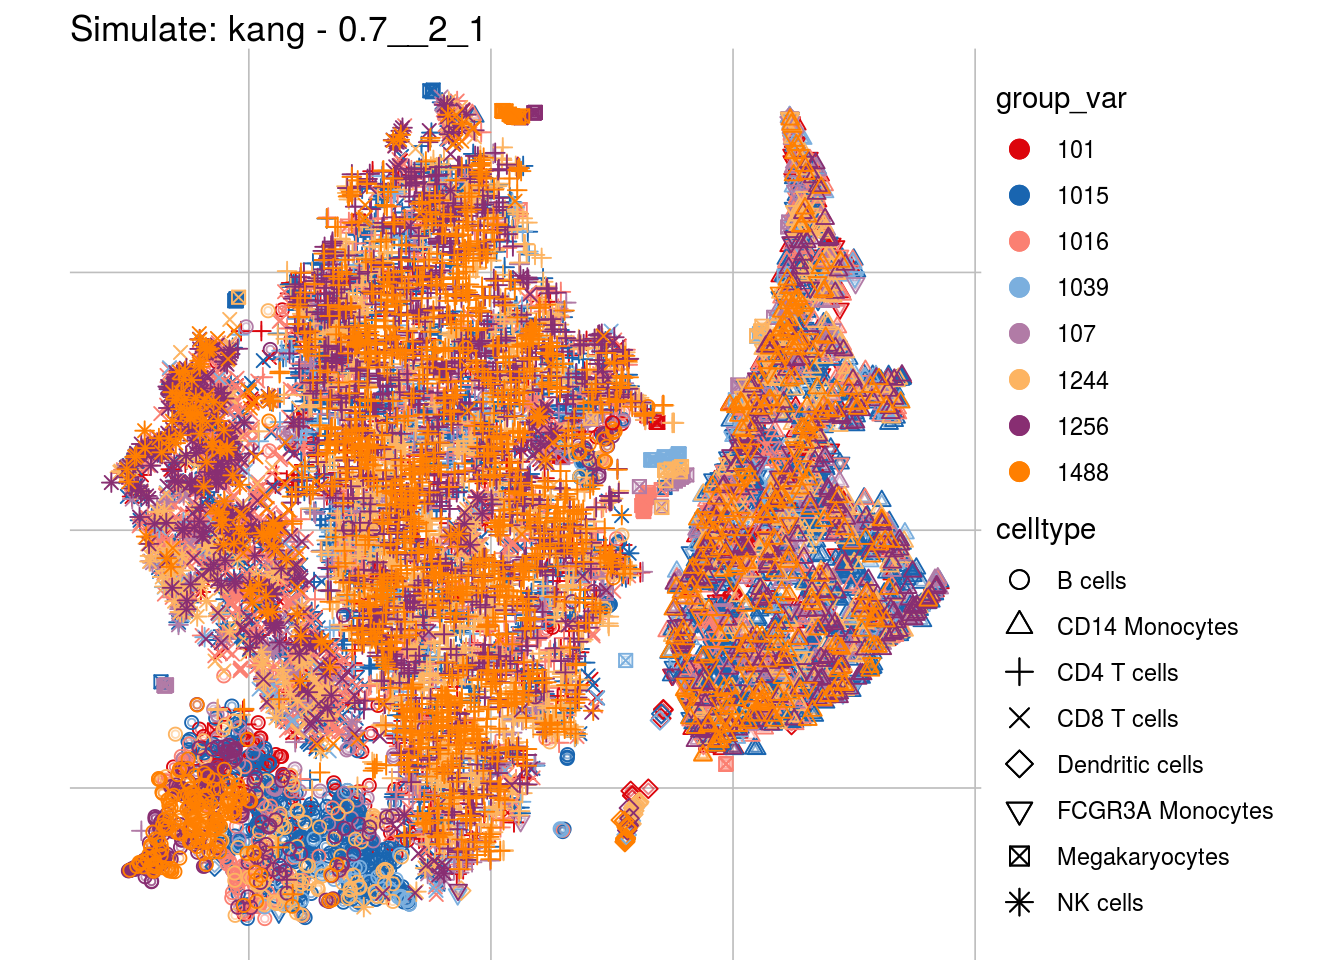 Simulate: kang - 0.7__2_1
group_var
101
1015
1016
1039
107
1244
1256
1488
celltype
B cells
CD14 Monocytes
CD4 T cells
CD8 T cells
Dendritic cells
FCGR3A Monocytes
Megakaryocytes
NK cells